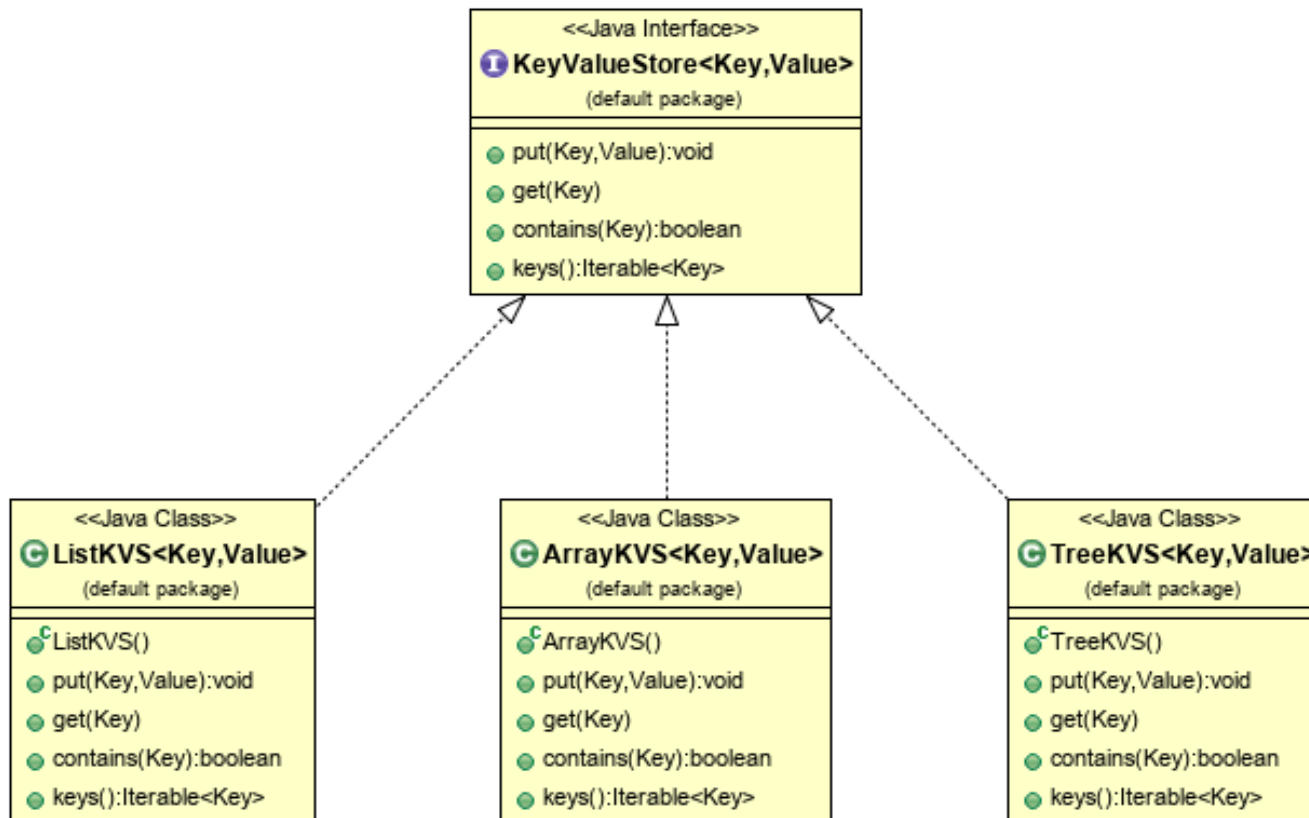 <<Java Interface>>
I KeyValueStore<Key,Value>
(default package)
put(Key,Value):void
get(Key)
contains(Key):boolean
keys():Iterable<Key>
<<Java Class>>
C ListKVS<Key,Value>
(default package)
C ListKVS()
put(Key,Value):void
get(Key)
contains(Key):boolean
keys():Iterable<Key>
<<Java Class>>
C ArrayKVS<Key,Value>
(default package)
C ArrayKVS()
put(Key,Value):void
get(Key)
contains(Key):boolean
keys():Iterable<Key>
<<Java Class>>
C TreeKVS<Key,Value>
(default package)
C TreeKVS()
put(Key,Value):void
get(Key)
contains(Key):boolean
keys():Iterable<Key>